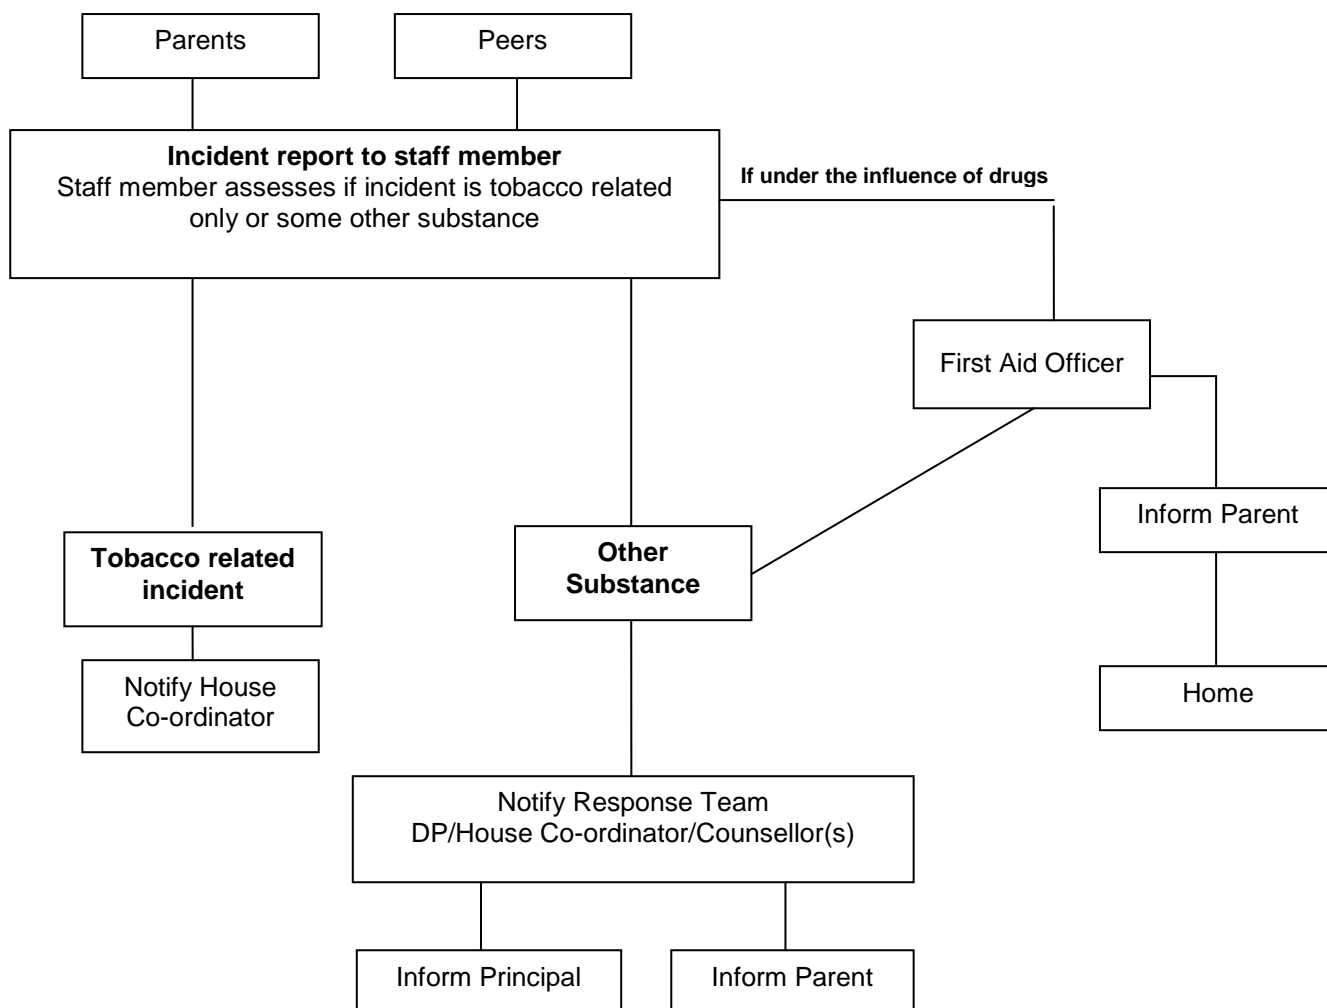 Parents
Peers
Incident report to staff member
Staff member assesses if incident is tobacco related
only or some other substance
If under the influence of drugs
First Aid Officer
Inform Parent
Tobacco related
incident
Other
Substance
Notify House
Co-ordinator
Home
Notify Response Team
DP/House Co-ordinator/Counsellor(s)
Inform Principal
Inform Parent